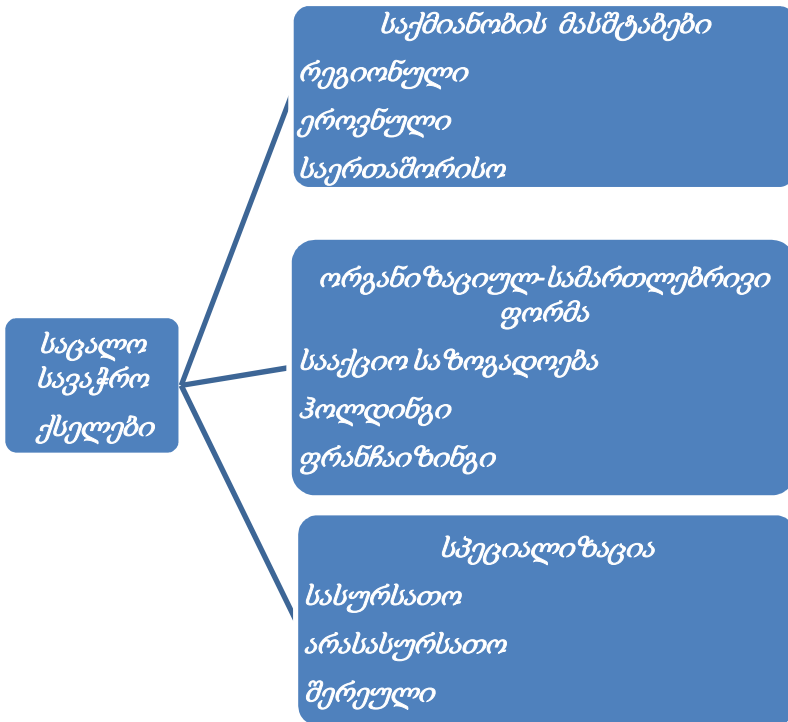 საქმიანობის მასშტაბები
რეგიონული
ეროვნული
საერთაშორისო
ორგანიზაციულ-სამართლებრივი
ფორმა
სააქციო საზოგადოება
ჰოლდინგი
ფრანჩაიზინგი
საცალო
სავაჭრო
ქსელები
სპეციალიზაცია
სასურსათო
არასასურსათო
შერეული